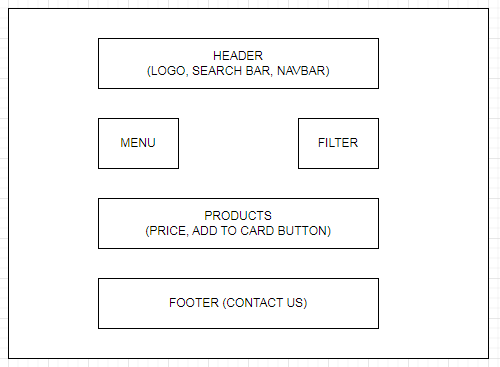 HEADER
(LOGO, SEARCH BAR, NAVBAR)
MENU
FILTER
PRODUCTS
(PRICE, ADD TO CARD BUTTON)
FOOTER (CONTACT US)